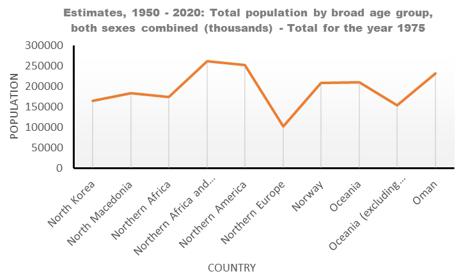 Estimates, 1950 - 2020: Total population by broad age group,
both sexes combined (thousands) - Total for the year 1975
300000
250000
200000
150000
100000
50000
0
POPULATION
North Korea
North Macedonia
Northern Africa
Northern Africa and...
Northern America
Northern Europe
Norway
Oceania
Oceania (excluding...
Oman
COUNTRY